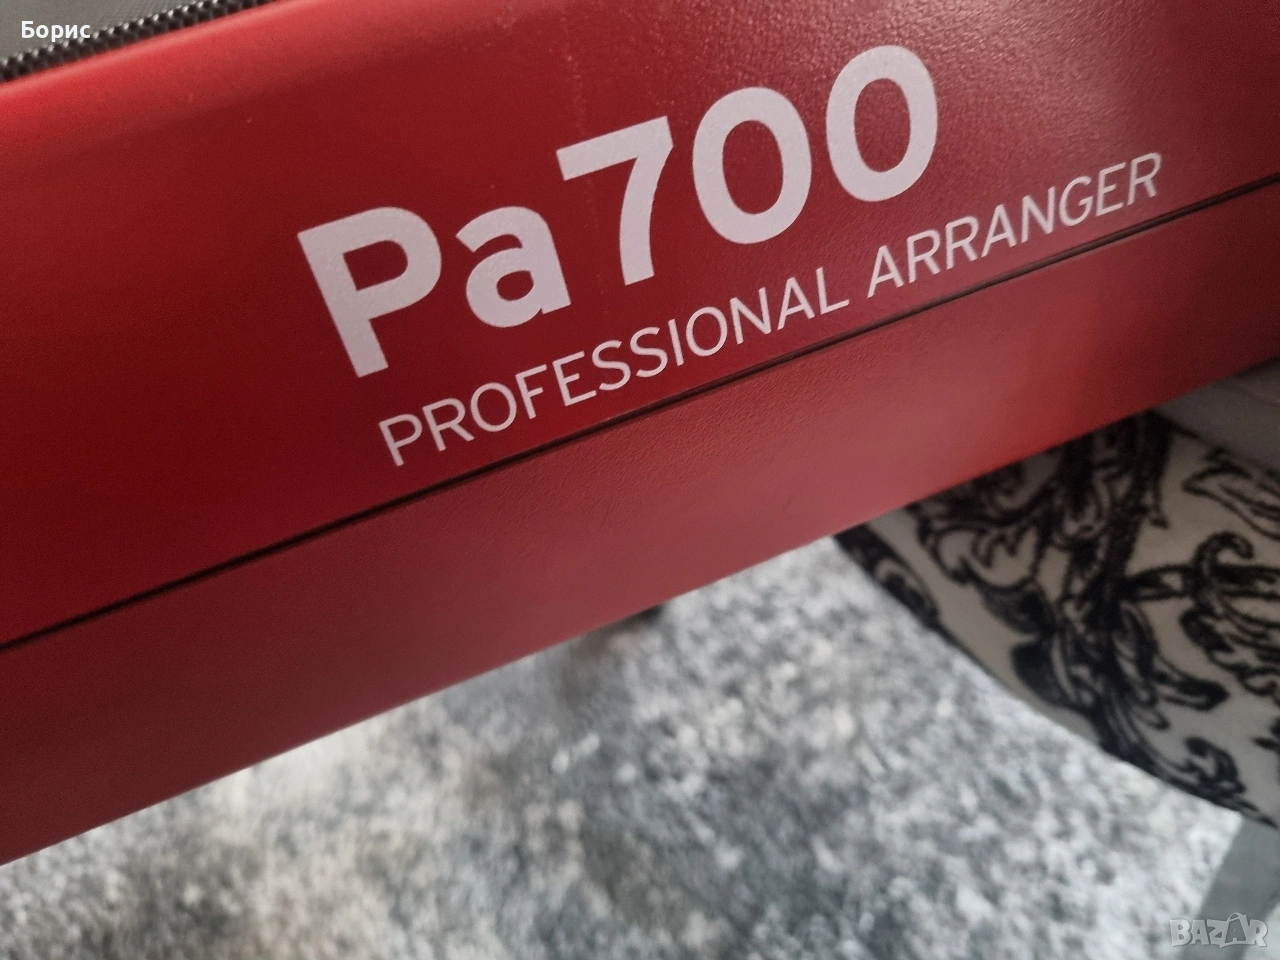 Борис
Pa700
PROFESSIONAL ARRANGER
BAZAR